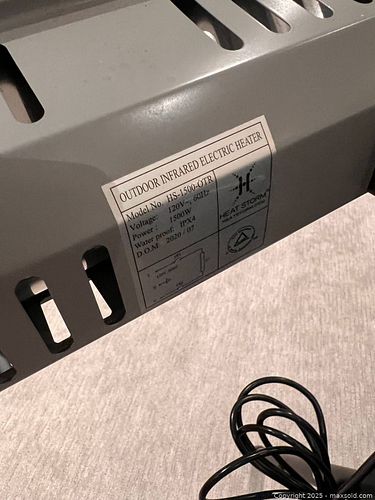 OUTDOOR INFRARED ELECTRIC HEATER
Model No. HS-1500-OTR
Voltage: 120V~, 60Hz
Power: 1500W
Water proof: IPX4
D.O.M 2020 / 07
HEAT STORM
Copyright 2025 - maxsold.com